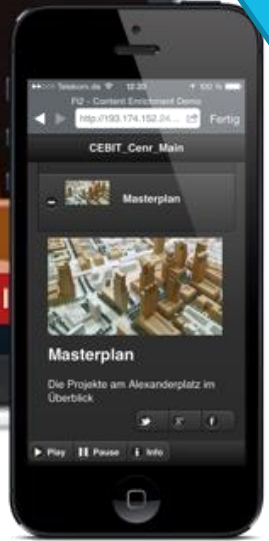 Telekom.de 12:33 100 %
FI2 - Content Enrichment Demo
http://193.174.152.24... Fertig
CEBIT_Cenr_Main
Masterplan
Masterplan
Die Projekte am Alexanderplatz im
Überblick
Play Pause i Info